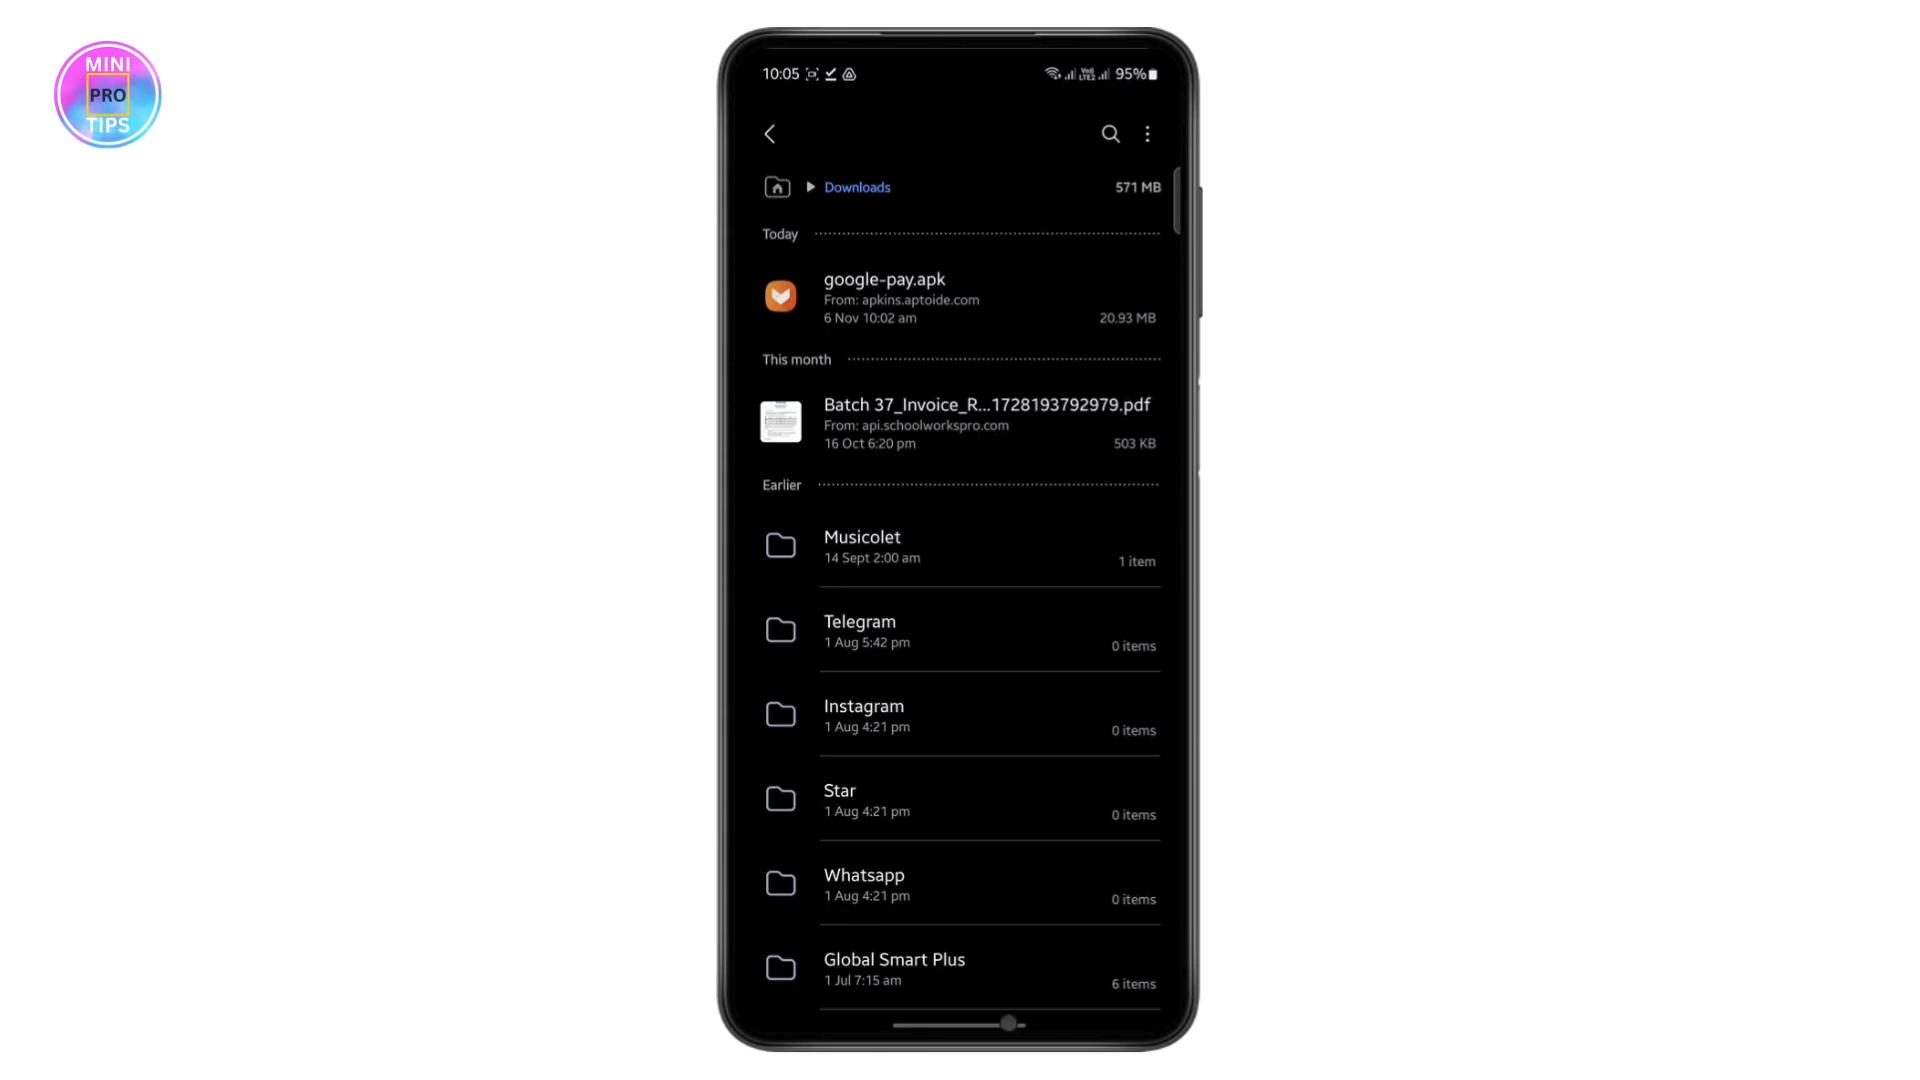 MINI
PRO
TIPS
10:05
VoD LTE2 95%
Downloads 571 MB
Today
google-pay.apk
From: apkins.aptoide.com
6 Nov 10:02 am 20.93 MB
This month
Batch 37_Invoice_R...1728193792979.pdf
From: api.schoolworkspro.com
16 Oct 6:20 pm 503 KB
Earlier
Musicolet
14 Sept 2:00 am 1 item
Telegram
1 Aug 5:42 pm 0 items
Instagram
1 Aug 4:21 pm 0 items
Star
1 Aug 4:21 pm 0 items
Whatsapp
1 Aug 4:21 pm 0 items
Global Smart Plus
1 Jul 7:15 am 6 items